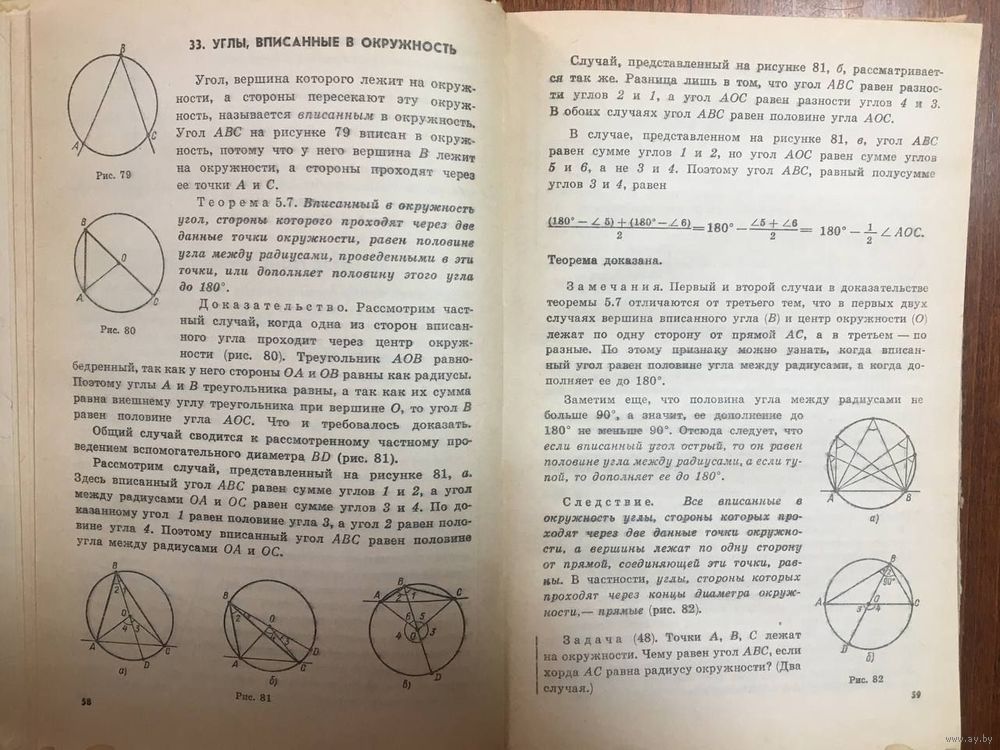 33. УГЛЫ, ВПИСАННЫЕ В ОКРУЖНОСТЬ
Угол, вершина которого лежит на окруж-
ности, а стороны пересекают эту окруж-
ность, называется вписанным в окружность.
Угол ABC на рисунке 79 вписан в окруж-
ность, потому что у него вершина B лежит
на окружности, а стороны проходят через
ее точки A и C.
B
A
C
Рис. 79
Теорема 5.7. Вписанный в окружность
угол, стороны которого проходят через две
данные точки окружности, равен половине
угла между радиусами, проведенными в эти
точки, или дополняет половину этого угла
до 180°.
B
O
A
C
Рис. 80
Доказательство. Рассмотрим част-
ный случай, когда одна из сторон вписан-
ного угла проходит через центр окруж-
ности (рис. 80). Треугольник AOB равно-
бедренный, так как у него стороны OA и OB равны как радиусы.
Поэтому углы A и B треугольника равны, а так как их сумма
равна внешнему углу треугольника при вершине O, то угол B
равен половине угла AOC. Что и требовалось доказать.
Общий случай сводится к рассмотренному частному про-
ведением вспомогательного диаметра BD (рис. 81).
Рассмотрим случай, представленный на рисунке 81, а.
Здесь вписанный угол ABC равен сумме углов 1 и 2, а угол
между радиусами OA и OC равен сумме углов 3 и 4. По до-
казанному угол 1 равен половине угла 3, а угол 2 равен поло-
вине угла 4. Поэтому вписанный угол ABC равен половине
угла между радиусами OA и OC.
B
2 1
O
4 3
A
D
C
а)
B
2
O
4 3
D
A
C
б)
B
2 1
A
C
6 5
4 O 3
D
в)
Рис. 81
58
Случай, представленный на рисунке 81, б, рассматривает-
ся так же. Разница лишь в том, что угол ABC равен разнос-
ти углов 2 и 1, а угол AOC равен разности углов 4 и 3.
В обоих случаях угол ABC равен половине угла AOC.
В случае, представленном на рисунке 81, в, угол ABC
равен сумме углов 1 и 2, но угол AOC равен сумме углов
5 и 6, а не 3 и 4. Поэтому угол ABC, равный полусумме
углов 3 и 4, равен
(180° — ∠ 5) + (180° — ∠ 6) / 2 = 180° — ∠5 + ∠6 / 2 = 180° — 1/2 ∠ AOC.
Теорема доказана.
Замечания. Первый и второй случаи в доказательстве
теоремы 5.7 отличаются от третьего тем, что в первых двух
случаях вершина вписанного угла (B) и центр окружности (O)
лежат по одну сторону от прямой AC, а в третьем — по
разные. По этому признаку можно узнать, когда вписан-
ный угол равен половине угла между радиусами, а когда до-
полняет ее до 180°.
Заметим еще, что половина угла между радиусами не
больше 90°, а значит, ее дополнение до
180° не меньше 90°. Отсюда следует, что
если вписанный угол острый, то он равен
половине угла между радиусами, а если ту-
пой, то дополняет ее до 180°.
A
B
а)
Следствие. Все вписанные в
окружность углы, стороны которых про-
ходят через две данные точки окружно-
сти, а вершины лежат по одну сторону
от прямой, соединяющей эти точки, рав-
ны. В частности, углы, стороны которых
проходят через концы диаметра окруж-
ности,— прямые (рис. 82).
B
90°
O
A
3 4
C
б)
Рис. 82
Задача (48). Точки A, B, C лежат
на окружности. Чему равен угол ABC, если
хорда AC равна радиусу окружности? (Два
случая.)
59
www.ay.by